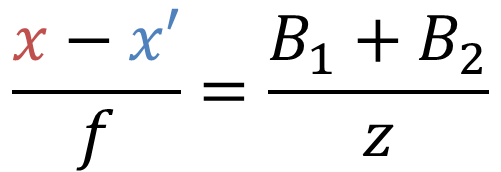 x − x′ / f = B₁ + B₂ / z